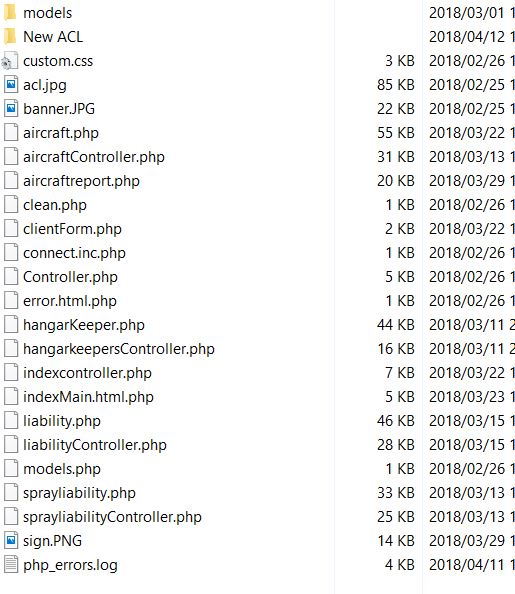 models 2018/03/01 1
New ACL 2018/04/12 1
custom.css 3 KB 2018/02/26 1
acl.jpg 85 KB 2018/02/25 1
banner.JPG 22 KB 2018/02/25 1
aircraft.php 55 KB 2018/03/22 1
aircraftController.php 31 KB 2018/03/13 1
aircraftreport.php 20 KB 2018/03/29 1
clean.php 1 KB 2018/02/26 1
clientForm.php 2 KB 2018/03/22 1
connect.inc.php 1 KB 2018/02/26 1
Controller.php 5 KB 2018/02/26 1
error.html.php 1 KB 2018/02/26 1
hangarKeeper.php 44 KB 2018/03/11 2
hangarkeepersController.php 16 KB 2018/03/11 2
indexcontroller.php 7 KB 2018/03/22 1
indexMain.html.php 5 KB 2018/03/23 1
liability.php 46 KB 2018/03/15 1
liabilityController.php 28 KB 2018/03/15 1
models.php 1 KB 2018/02/26 1
sprayliability.php 33 KB 2018/03/13 1
sprayliabilityController.php 25 KB 2018/03/13 1
sign.PNG 14 KB 2018/03/29 1
php_errors.log 4 KB 2018/04/11 1